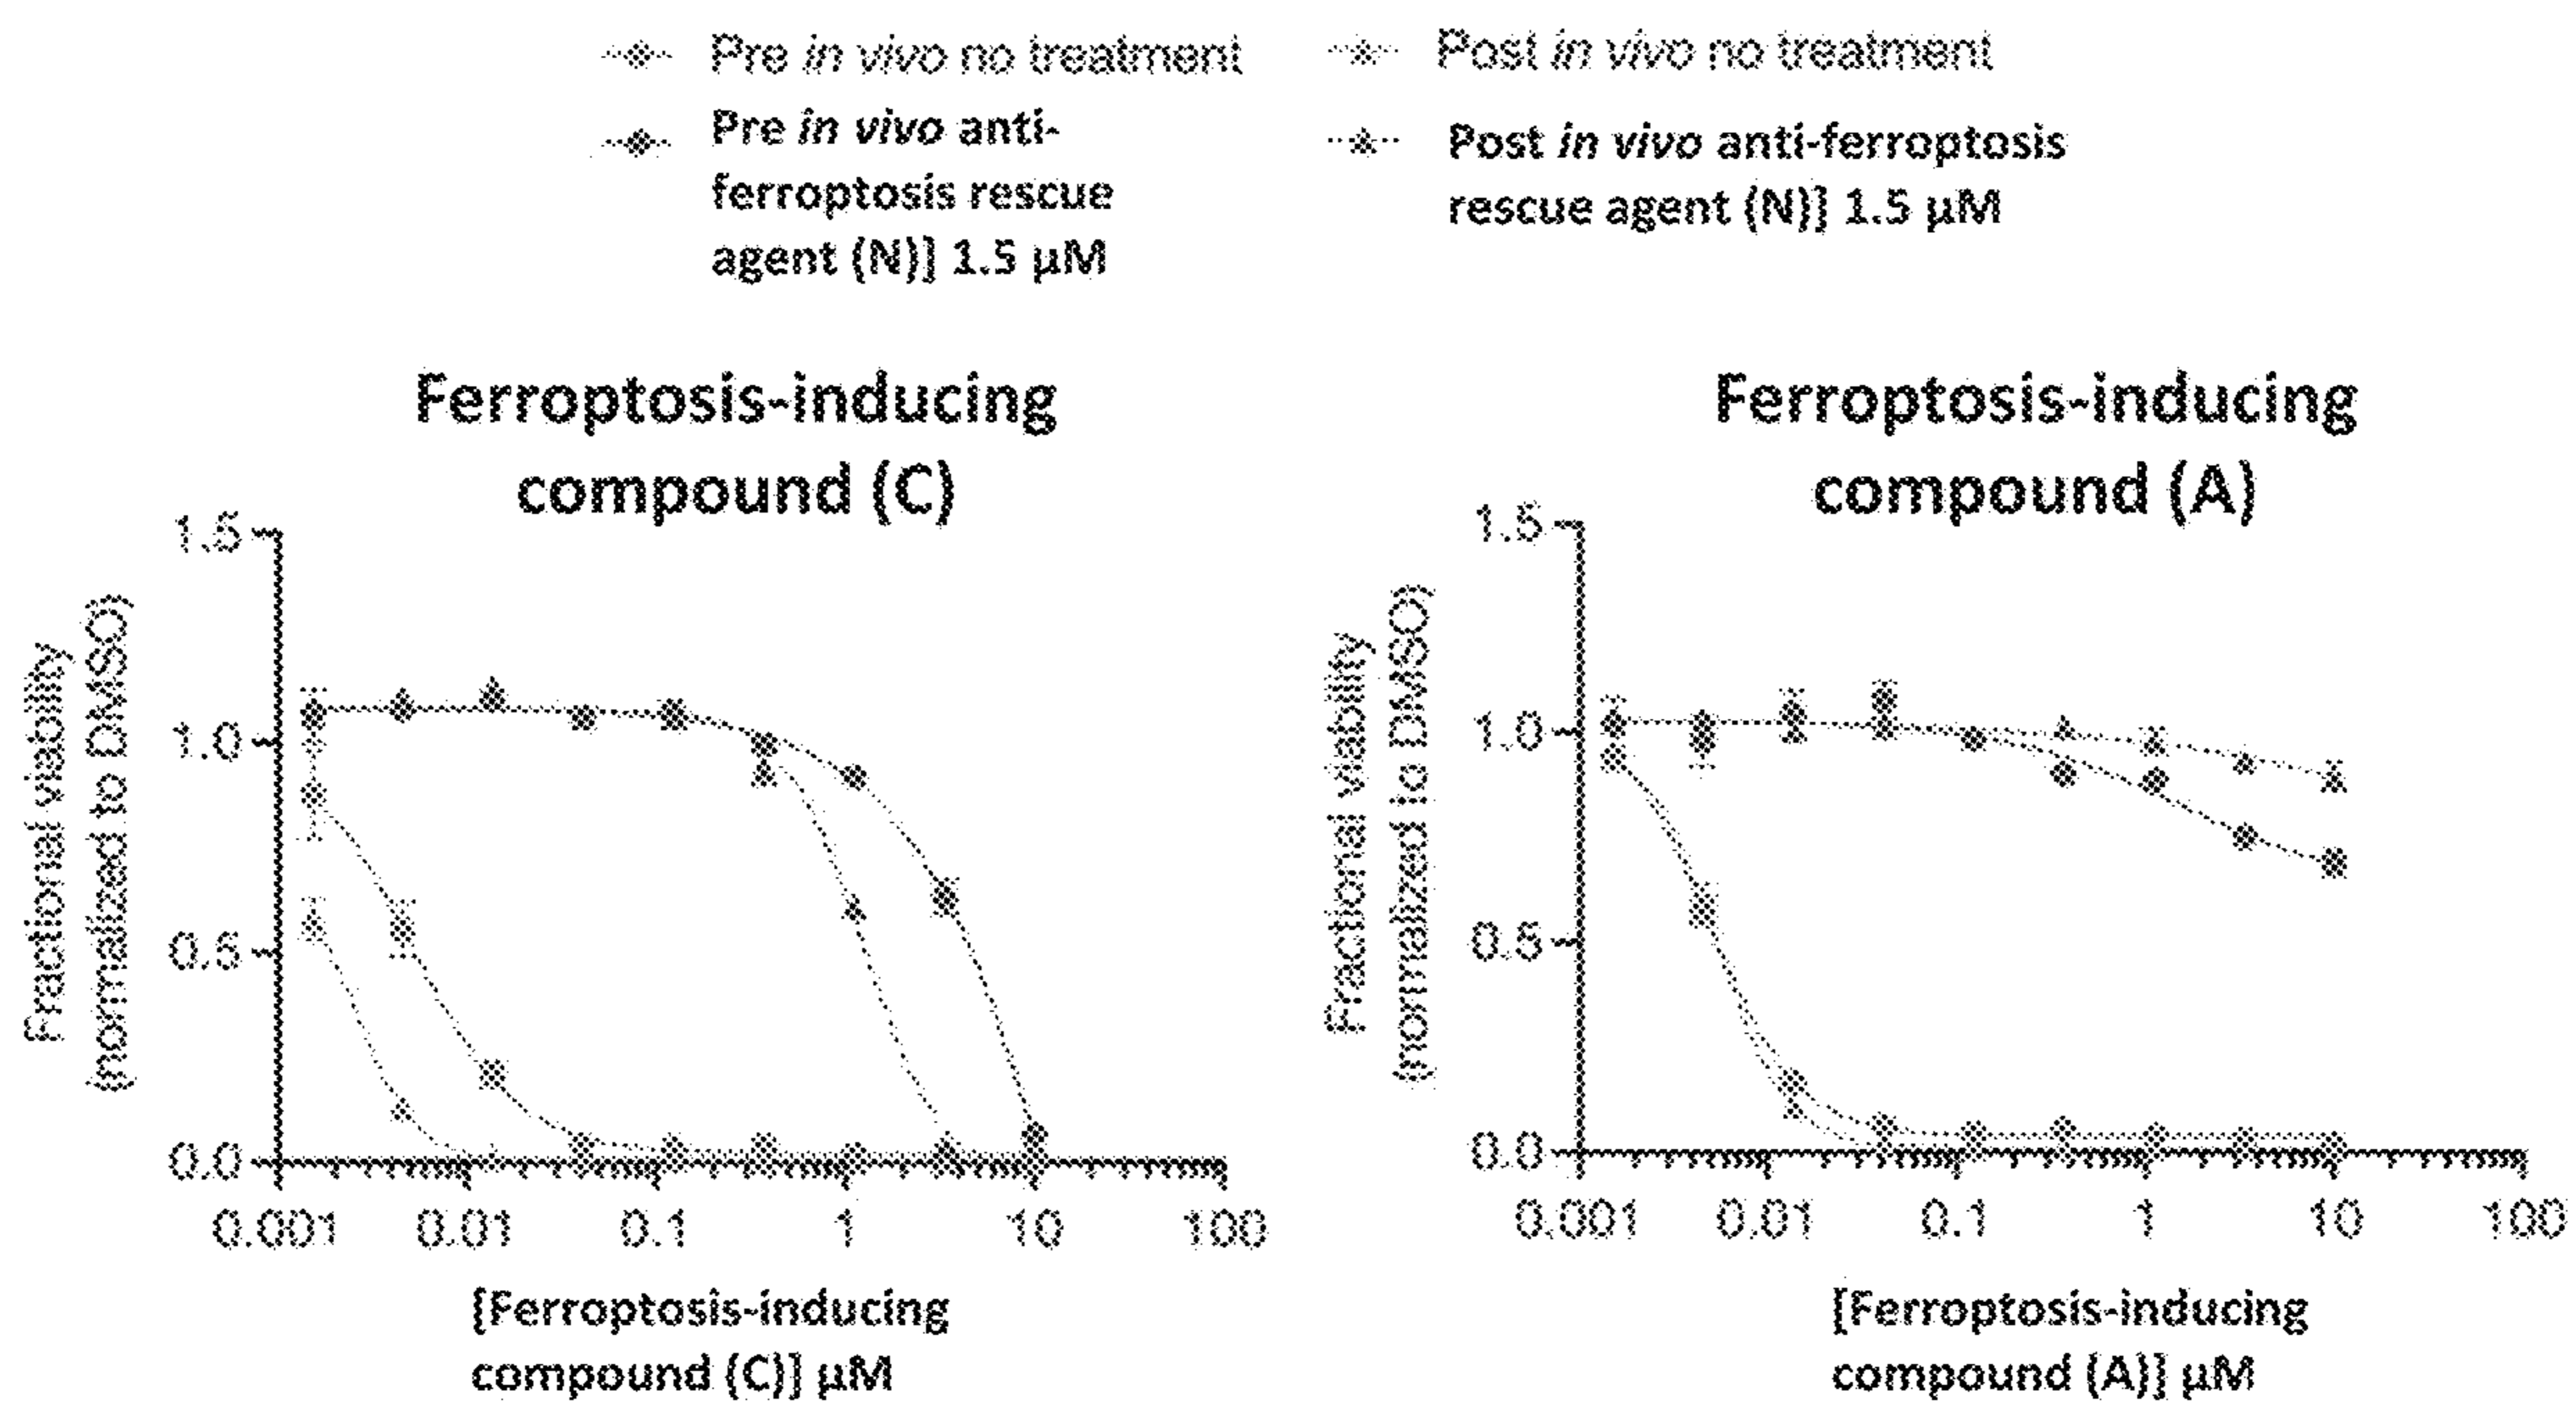 Pre in vivo no treatment
Pre in vivo anti-
ferroptosis rescue
agent (N)] 1.5 µM
Post in vivo no treatment
Post in vivo anti-ferroptosis
rescue agent (N)] 1.5 µM
Ferroptosis-inducing
compound (C)
1.5
1.0
0.5
0.0
Fractional viability
(normalized to DMSO)
0.001 0.01 0.1 1 10 100
[Ferroptosis-inducing
compound (C)] µM
Ferroptosis-inducing
compound (A)
1.5
1.0
0.5
0.0
Fractional viability
(normalized to DMSO)
0.001 0.01 0.1 1 10 100
[Ferroptosis-inducing
compound (A)] µM